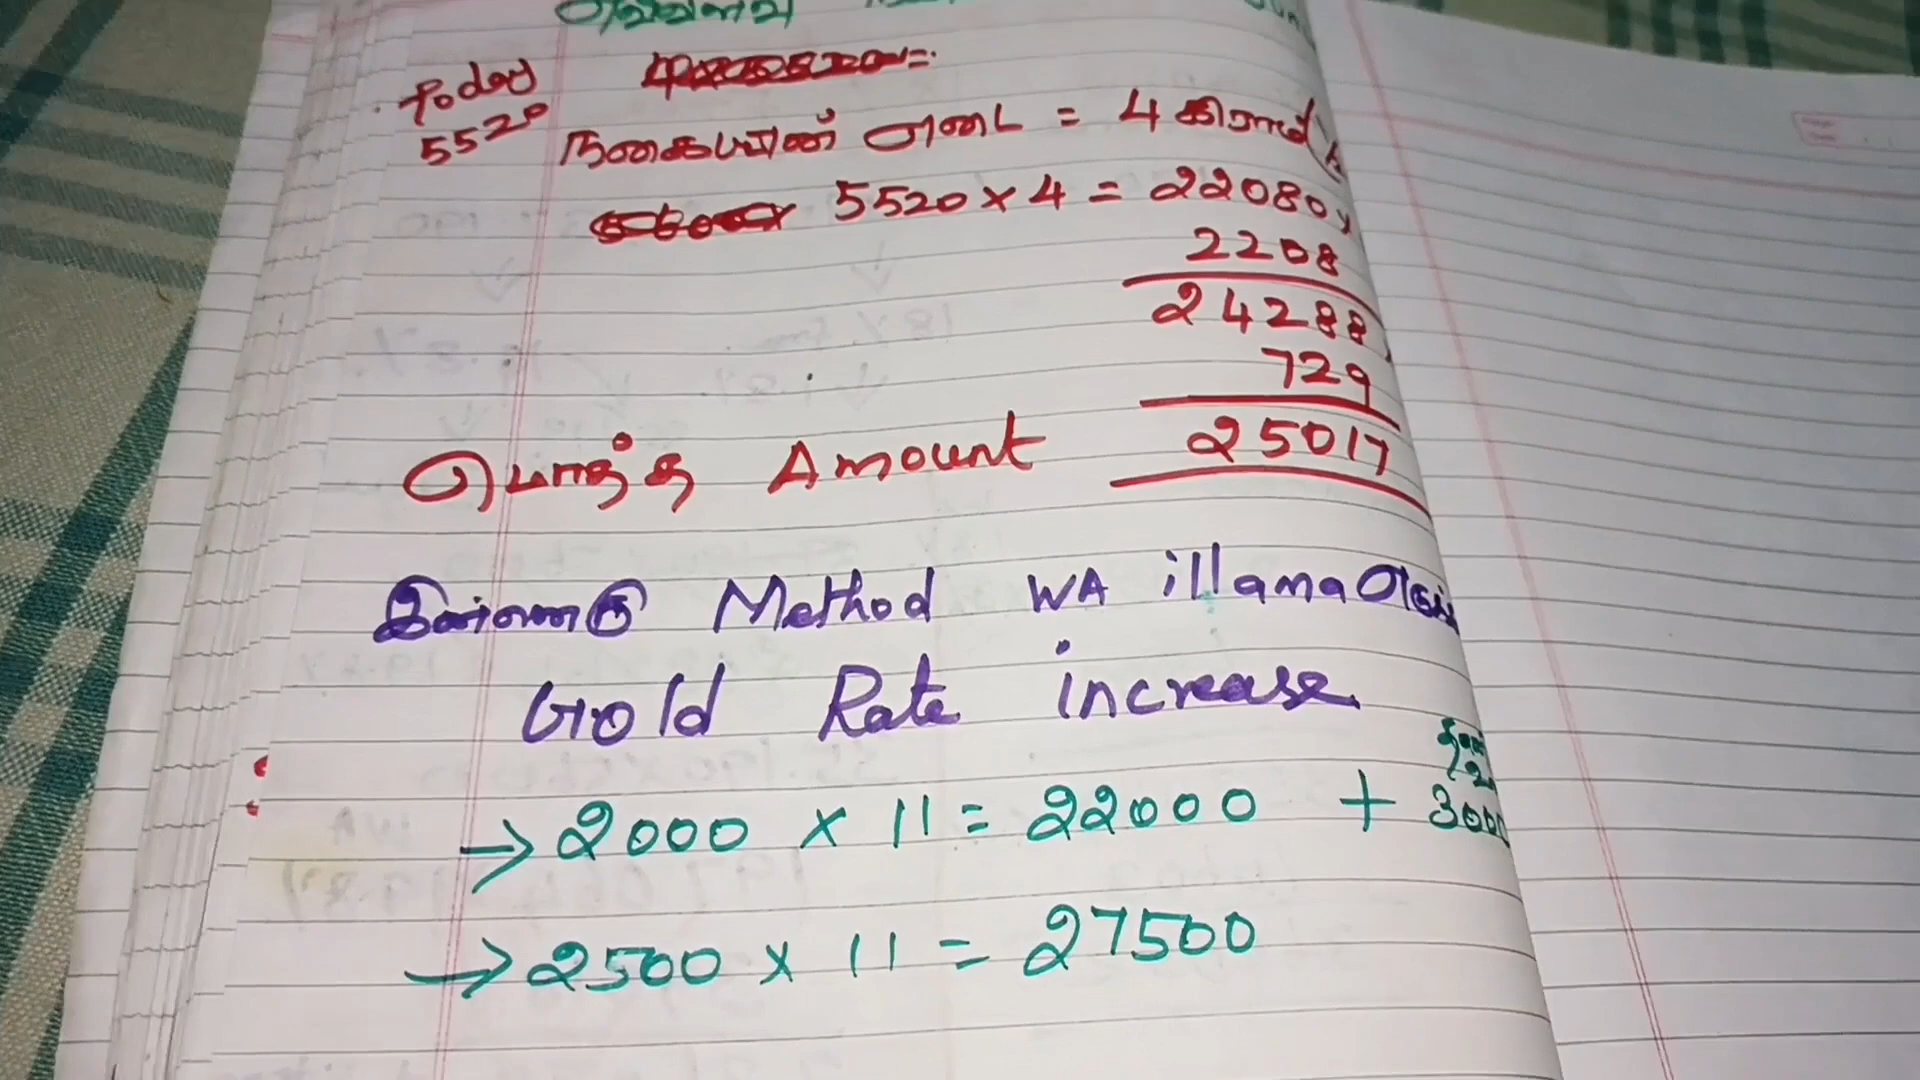 Today
5520
நகையின் எடை = 4 கிராம்
5520 x 4 = 22080
2208
24288
729
மொத்த Amount 25017
இன்னொரு Method WA illama
Gold Rate increase
→ 2000 x 11 = 22000 + 3000
→ 2500 x 11 = 27500